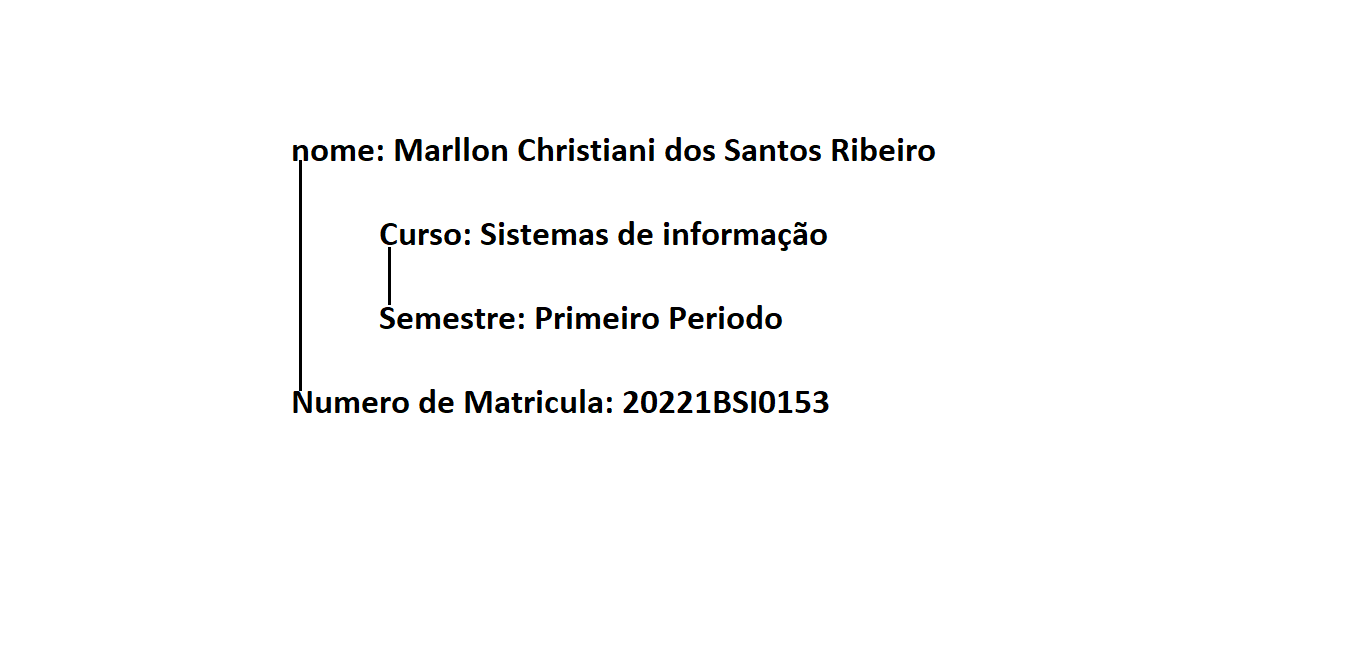 nome: Marllon Christiani dos Santos Ribeiro
Curso: Sistemas de informação
Semestre: Primeiro Periodo
Numero de Matricula: 20221BSI0153